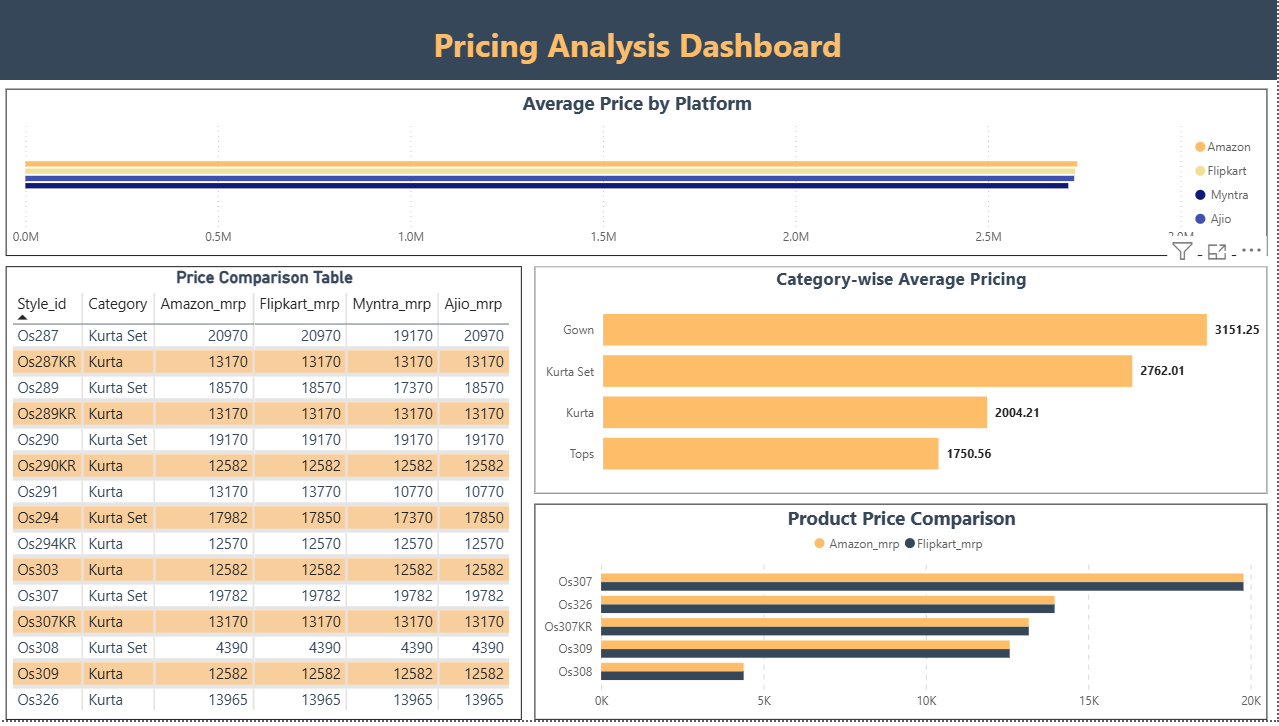 Pricing Analysis Dashboard
Average Price by Platform
Amazon
Flipkart
Myntra
Ajio
0.0M 0.5M 1.0M 1.5M 2.0M 2.5M
Price Comparison Table
Style_id Category Amazon_mrp Flipkart_mrp Myntra_mrp Ajio_mrp
Os287 Kurta Set 20970 20970 19170 20970
Os287KR Kurta 13170 13170 13170 13170
Os289 Kurta Set 18570 18570 17370 18570
Os289KR Kurta 13170 13170 13170 13170
Os290 Kurta Set 19170 19170 19170 19170
Os290KR Kurta 12582 12582 12582 12582
Os291 Kurta 13170 13770 10770 10770
Os294 Kurta Set 17982 17850 17370 17850
Os294KR Kurta 12570 12570 12570 12570
Os303 Kurta 12582 12582 12582 12582
Os307 Kurta Set 19782 19782 19782 19782
Os307KR Kurta 13170 13170 13170 13170
Os308 Kurta Set 4390 4390 4390 4390
Os309 Kurta 12582 12582 12582 12582
Os326 Kurta 13965 13965 13965 13965
Category-wise Average Pricing
Gown 3151.25
Kurta Set 2762.01
Kurta 2004.21
Tops 1750.56
Product Price Comparison
Amazon_mrp Flipkart_mrp
Os307
Os326
Os307KR
Os309
Os308
0K 5K 10K 15K 20K